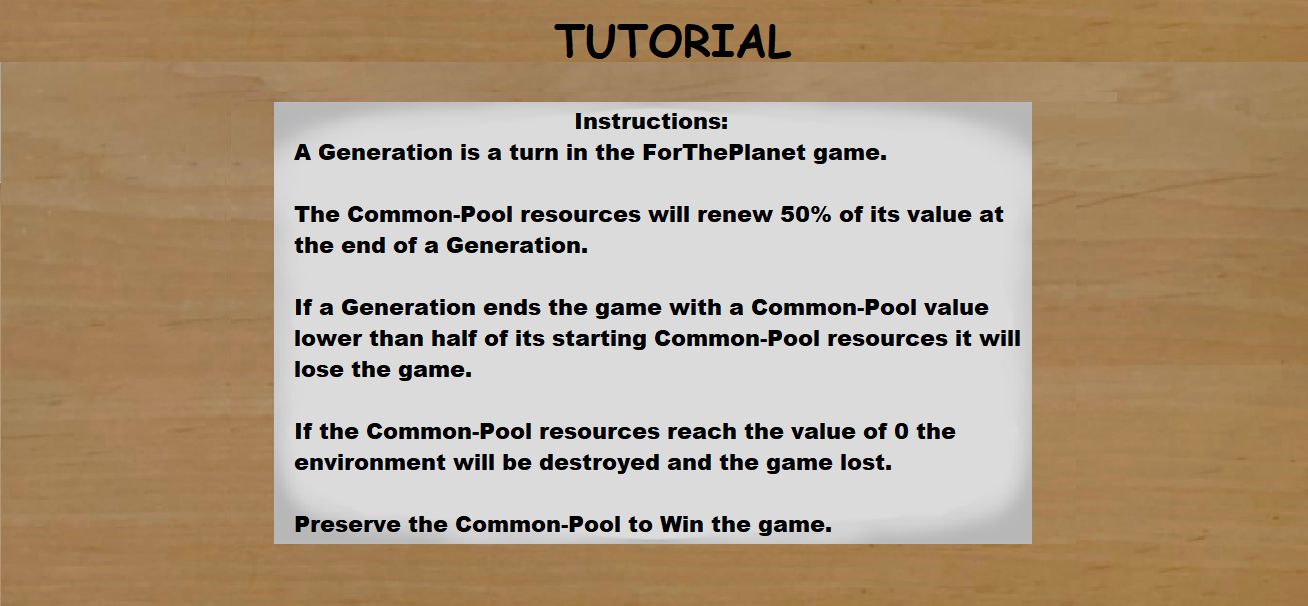 TUTORIAL
Instructions:
A Generation is a turn in the ForThePlanet game.
The Common-Pool resources will renew 50% of its value at
the end of a Generation.
If a Generation ends the game with a Common-Pool value
lower than half of its starting Common-Pool resources it will
lose the game.
If the Common-Pool resources reach the value of 0 the
environment will be destroyed and the game lost.
Preserve the Common-Pool to Win the game.